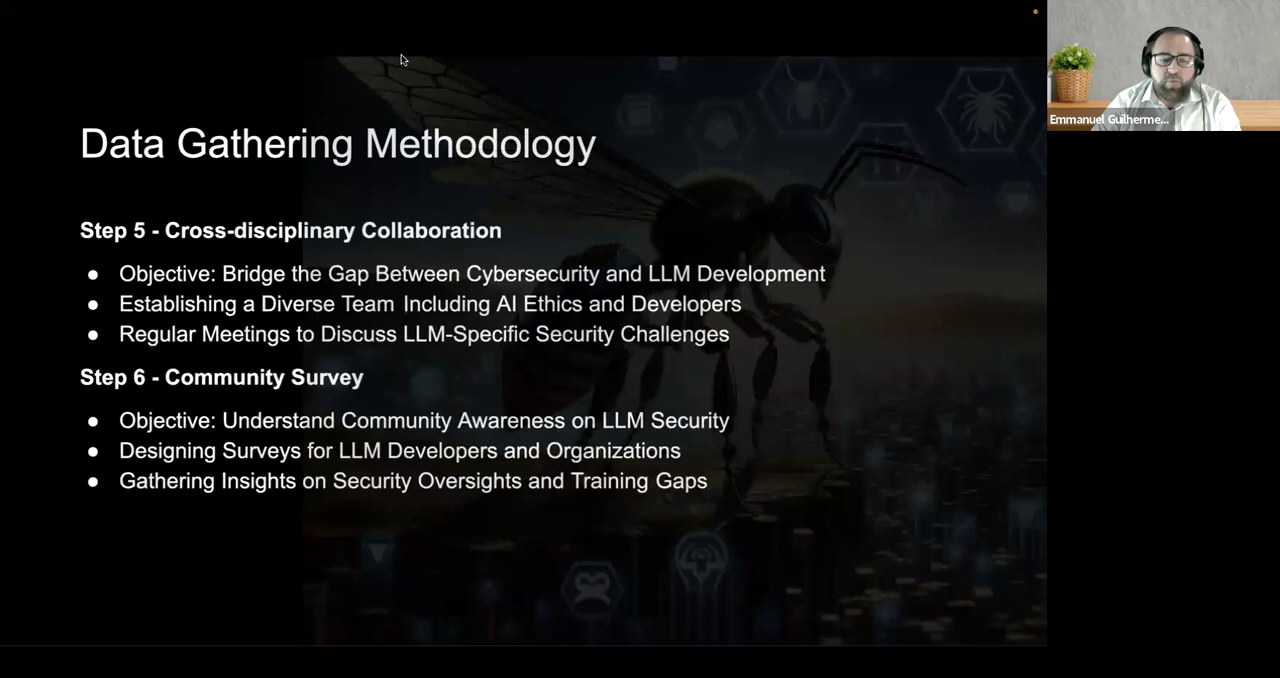 Data Gathering Methodology
Step 5 - Cross-disciplinary Collaboration
● Objective: Bridge the Gap Between Cybersecurity and LLM Development
● Establishing a Diverse Team Including AI Ethics and Developers
● Regular Meetings to Discuss LLM-Specific Security Challenges
Step 6 - Community Survey
● Objective: Understand Community Awareness on LLM Security
● Designing Surveys for LLM Developers and Organizations
● Gathering Insights on Security Oversights and Training Gaps
Emmanuel Guilherme...